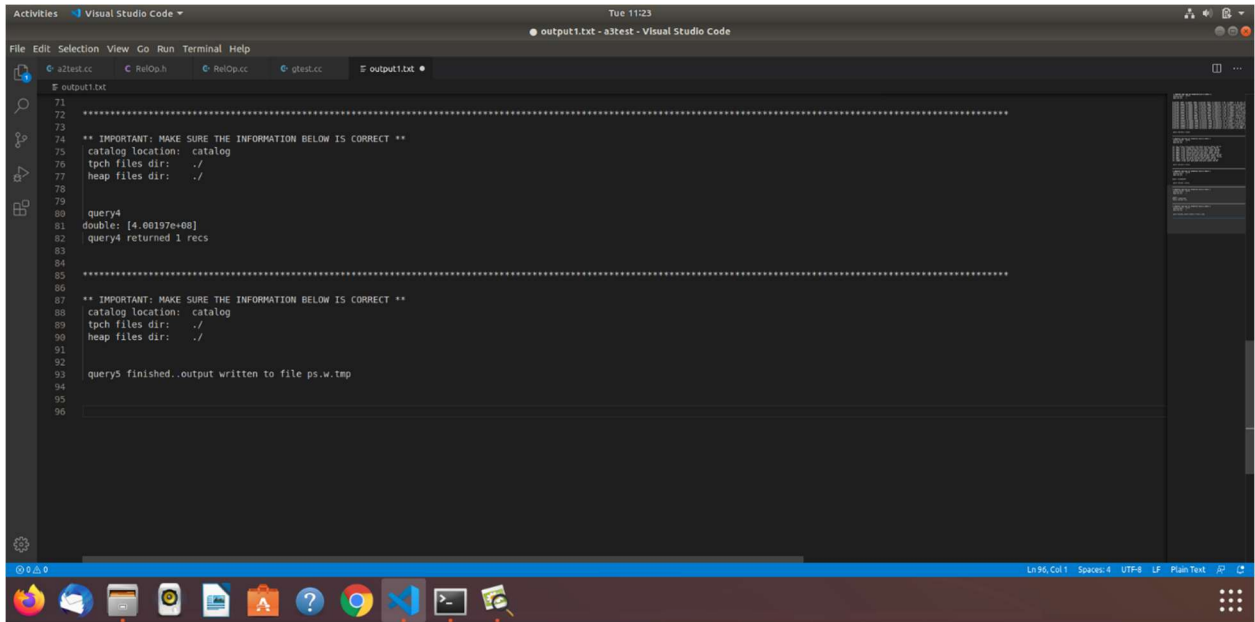 Activities Visual Studio Code Tue 11:23
output1.txt - a3test - Visual Studio Code
File Edit Selection View Go Run Terminal Help
a2test.cc RelOp.h RelOp.cc gtest.cc output1.txt
output1.txt
71
72 ****************************************************************************************************************************************************************
73
74 ** IMPORTANT: MAKE SURE THE INFORMATION BELOW IS CORRECT **
75 catalog location: catalog
76 tpch files dir: ./
77 heap files dir: ./
78
79
80 query4
81 double: [4.00197e+08]
82 query4 returned 1 recs
83
84
85 ****************************************************************************************************************************************************************
86
87 ** IMPORTANT: MAKE SURE THE INFORMATION BELOW IS CORRECT **
88 catalog location: catalog
89 tpch files dir: ./
90 heap files dir: ./
91
92
93 query5 finished..output written to file ps.w.tmp
94
95
96
0 0 Ln 96, Col 1 Spaces: 4 UTF-8 LF Plain Text